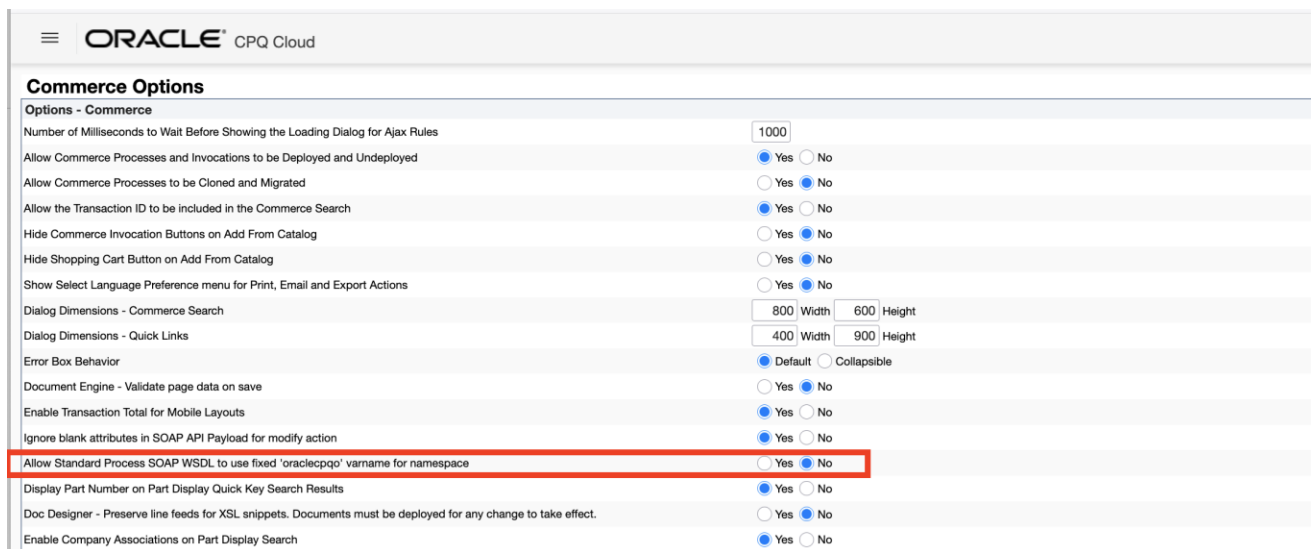 ORACLE CPQ Cloud
Commerce Options
Options - Commerce
Number of Milliseconds to Wait Before Showing the Loading Dialog for Ajax Rules 1000
Allow Commerce Processes and Invocations to be Deployed and Undeployed Yes No
Allow Commerce Processes to be Cloned and Migrated Yes No
Allow the Transaction ID to be included in the Commerce Search Yes No
Hide Commerce Invocation Buttons on Add From Catalog Yes No
Hide Shopping Cart Button on Add From Catalog Yes No
Show Select Language Preference menu for Print, Email and Export Actions Yes No
Dialog Dimensions - Commerce Search 800 Width 600 Height
Dialog Dimensions - Quick Links 400 Width 900 Height
Error Box Behavior Default Collapsible
Document Engine - Validate page data on save Yes No
Enable Transaction Total for Mobile Layouts Yes No
Ignore blank attributes in SOAP API Payload for modify action Yes No
Allow Standard Process SOAP WSDL to use fixed 'oraclecpqo' varname for namespace Yes No
Display Part Number on Part Display Quick Key Search Results Yes No
Doc Designer - Preserve line feeds for XSL snippets. Documents must be deployed for any change to take effect. Yes No
Enable Company Associations on Part Display Search Yes No